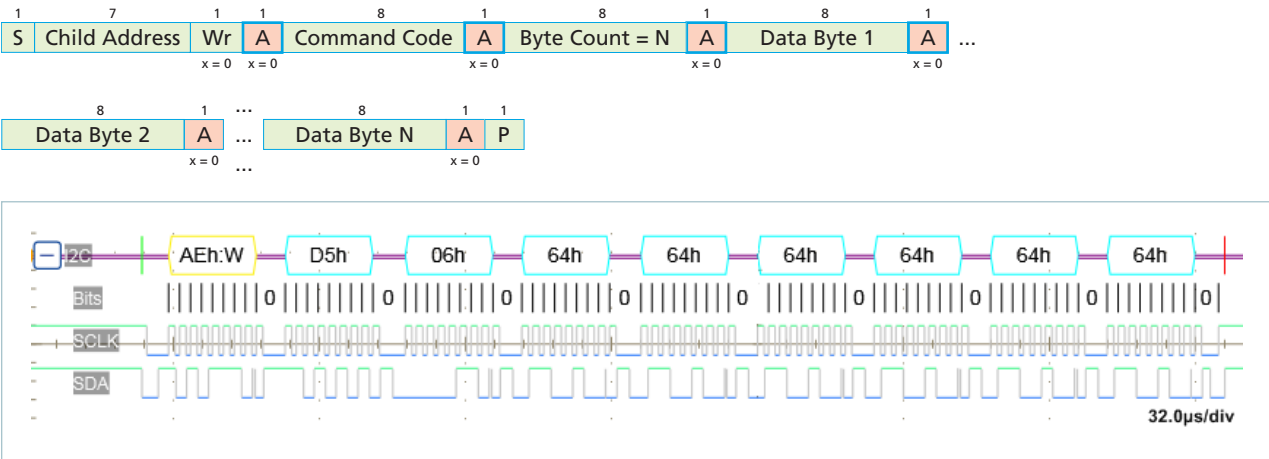 1 7 1 1 8 1 8 1 8 1
S Child Address Wr A Command Code A Byte Count = N A Data Byte 1 A ...
x = 0 x = 0 x = 0 x = 0 x = 0
8 1 ... 8 1 1
Data Byte 2 A ... Data Byte N A P
x = 0 ... x = 0
I2C AEh:W D5h 06h 64h 64h 64h 64h 64h 64h
Bits 0 0 0 0 0 0 0 0 0
SCLK
SDA
32.0µs/div